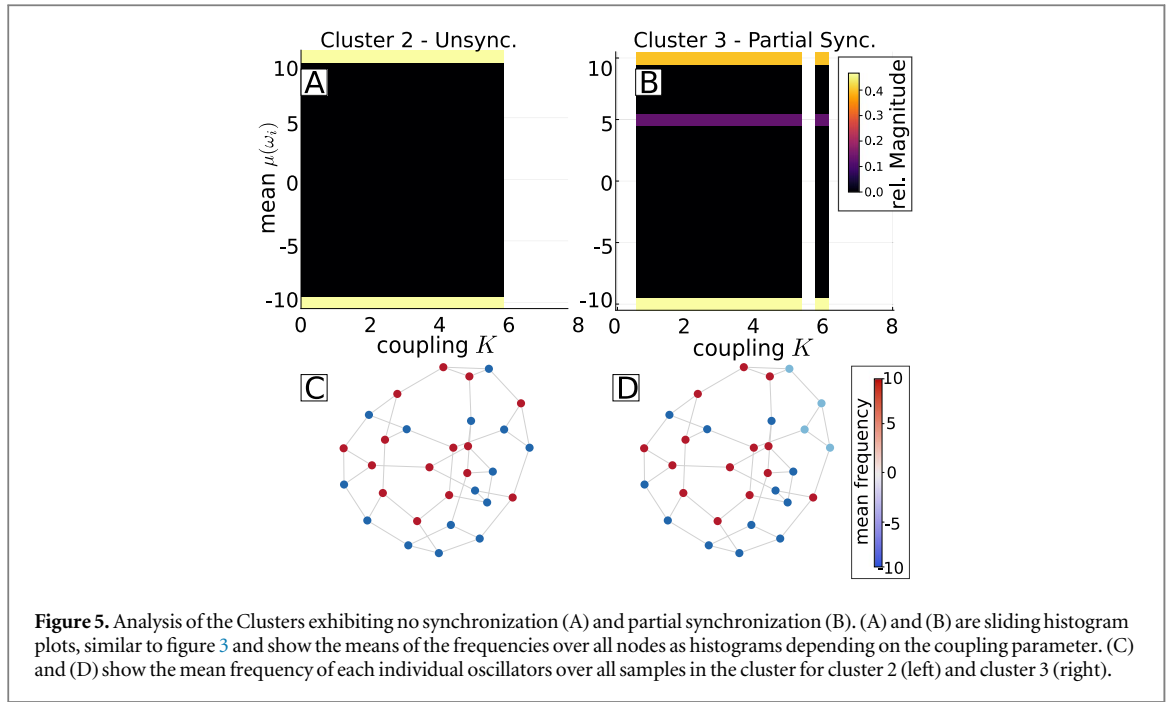 Cluster 2 - Unsync.
Cluster 3 - Partial Sync.
A
B
10
5
0
-5
-10
mean μ(ωᵢ)
0
2
4
6
8
coupling K
10
5
0
-5
-10
0
2
4
6
8
coupling K
0.4
0.3
0.2
0.1
0.0
rel. Magnitude
C
D
10
5
0
-5
-10
mean frequency
Figure 5. Analysis of the Clusters exhibiting no synchronization (A) and partial synchronization (B). (A) and (B) are sliding histogram
plots, similar to figure 3 and show the means of the frequencies over all nodes as histograms depending on the coupling parameter. (C)
and (D) show the mean frequency of each individual oscillators over all samples in the cluster for cluster 2 (left) and cluster 3 (right).